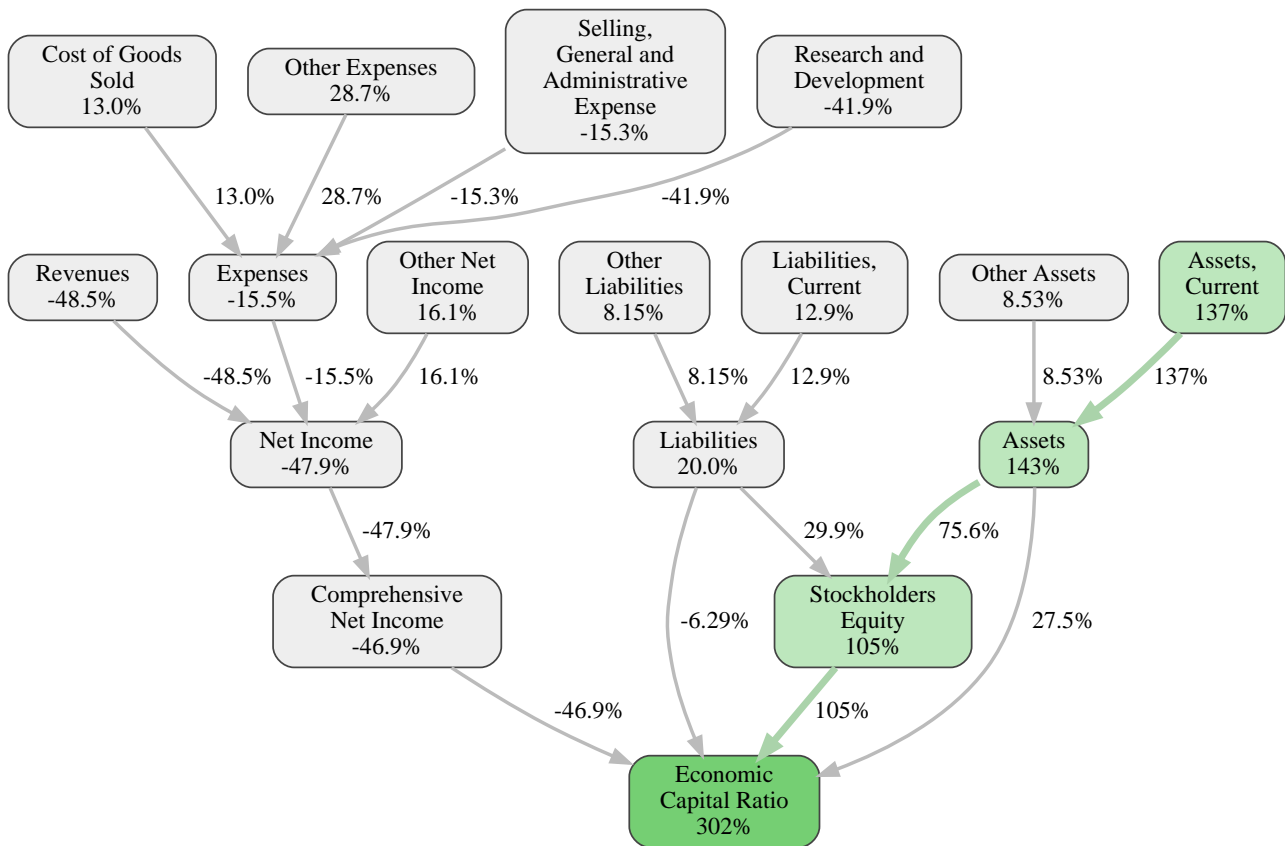 Cost of Goods
Sold
13.0%
Other Expenses
28.7%
Selling,
General and
Administrative
Expense
-15.3%
Research and
Development
-41.9%
13.0%
28.7%
-15.3%
-41.9%
Revenues
-48.5%
Expenses
-15.5%
Other Net
Income
16.1%
Other
Liabilities
8.15%
Liabilities,
Current
12.9%
Other Assets
8.53%
Assets,
Current
137%
-48.5%
-15.5%
16.1%
8.15%
12.9%
8.53%
137%
Net Income
-47.9%
Liabilities
20.0%
Assets
143%
-47.9%
29.9%
75.6%
Comprehensive
Net Income
-46.9%
-6.29%
Stockholders
Equity
105%
27.5%
-46.9%
105%
Economic
Capital Ratio
302%